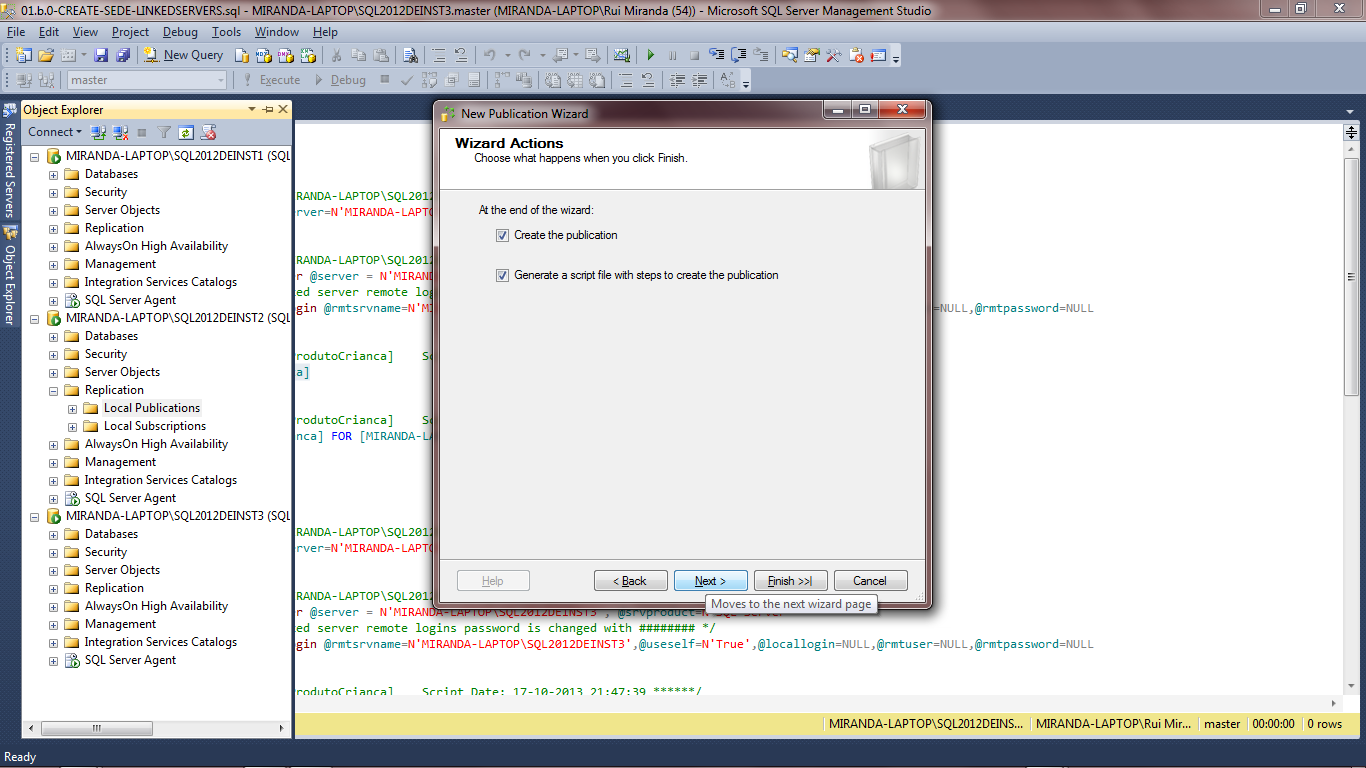 01.b.0-CREATE-SEDE-LINKEDSERVERS.sql - MIRANDA-LAPTOP\SQL2012DEINST3.master (MIRANDA-LAPTOP\Rui Miranda (54)) - Microsoft SQL Server Management Studio
File Edit View Project Debug Tools Window Help
New Query
master Execute Debug
Registered Servers
Object Explorer
Object Explorer
Connect
MIRANDA-LAPTOP\SQL2012DEINST1 (SQL
Databases
Security
Server Objects
Replication
AlwaysOn High Availability
Management
Integration Services Catalogs
SQL Server Agent
MIRANDA-LAPTOP\SQL2012DEINST2 (SQL
Databases
Security
Server Objects
Replication
Local Publications
Local Subscriptions
AlwaysOn High Availability
Management
Integration Services Catalogs
SQL Server Agent
MIRANDA-LAPTOP\SQL2012DEINST3 (SQL
Databases
Security
Server Objects
Replication
AlwaysOn High Availability
Management
Integration Services Catalogs
SQL Server Agent
RANDA-LAPTOP\SQL2012
rver=N'MIRANDA-LAPTO
RANDA-LAPTOP\SQL2012
r @server = N'MIRAND
ed server remote log
gin @rmtsrvname=N'M =NULL,@rmtpassword=NULL
rodutoCrianca] Sc
a]
rodutoCrianca] Sc
nca] FOR [MIRANDA-LA
RANDA-LAPTOP\SQL2012
rver=N'MIRANDA-LAPTO
RANDA-LAPTOP\SQL2012
r @server = N'MIRANDA-LAPTOP\SQL2012DEINST3', @srvproduct=N'SQL Server'
ed server remote logins password is changed with ######## */
gin @rmtsrvname=N'MIRANDA-LAPTOP\SQL2012DEINST3',@useself=N'True',@locallogin=NULL,@rmtuser=NULL,@rmtpassword=NULL
rodutoCrianca] Script Date: 17-10-2013 21:47:39 ******/
New Publication Wizard
Wizard Actions
Choose what happens when you click Finish.
At the end of the wizard:
Create the publication
Generate a script file with steps to create the publication
Help < Back Next > Finish >>| Cancel
Moves to the next wizard page
MIRANDA-LAPTOP\SQL2012DEINS... MIRANDA-LAPTOP\Rui Mir... master 00:00:00 0 rows
Ready